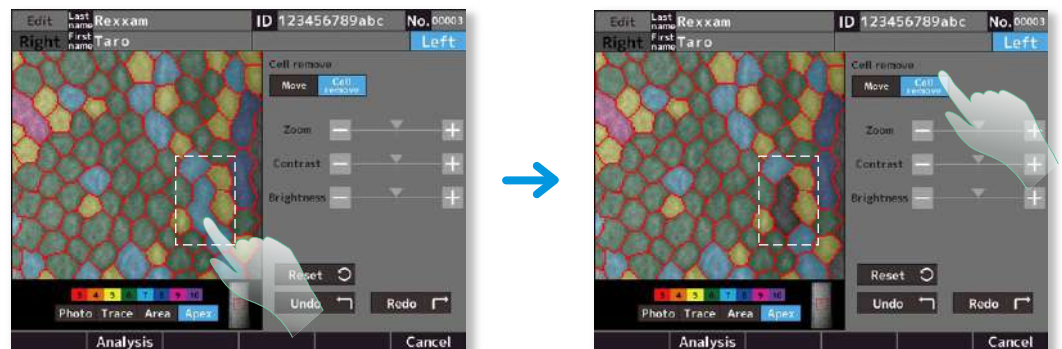 Edit Last name Rexxam ID 123456789abc No. 00003
Right First name Taro Left
Cell remove
Move Cell remove
Zoom
Contrast
Brightness
Reset
Undo Redo
3 4 5 6 7 8 9 10
Photo Trace Area Apex
Analysis Cancel
Edit Last name Rexxam ID 123456789abc No. 00003
Right First name Taro Left
Cell remove
Move Cell remove
Zoom
Contrast
Brightness
Reset
Undo Redo
3 4 5 6 7 8 9 10
Photo Trace Area Apex
Analysis Cancel